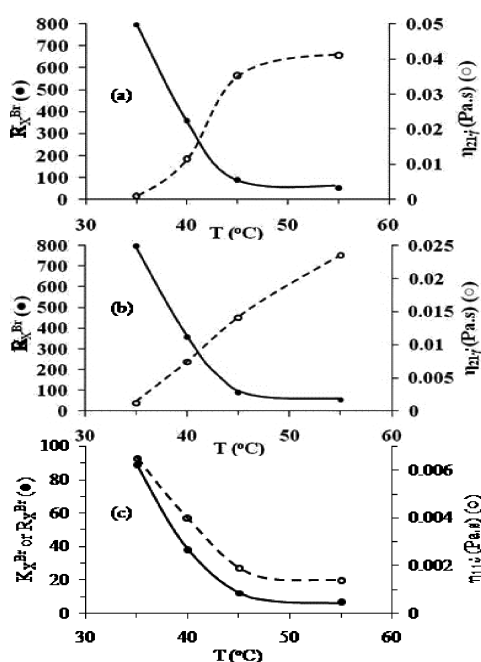 800 0.05
700
600 0.04
500 0.03
400
300 0.02
200 0.01
100
0 0
(a)
R_X^Br (●)
η_21γ̇ (Pa.s) (○)
30 40 50 60
T (°C)
800 0.025
700
600 0.02
500 0.015
400
300 0.01
200 0.005
100
0 0
(b)
R_X^Br (●)
η_21γ̇ (Pa.s) (○)
30 40 50 60
T (°C)
100
80 0.006
60 0.004
40
20 0.002
0 0.000
(c)
K_X^Br or R_X^Br (●)
(Pa.s) (○)
30 40 50 60
T (°C)